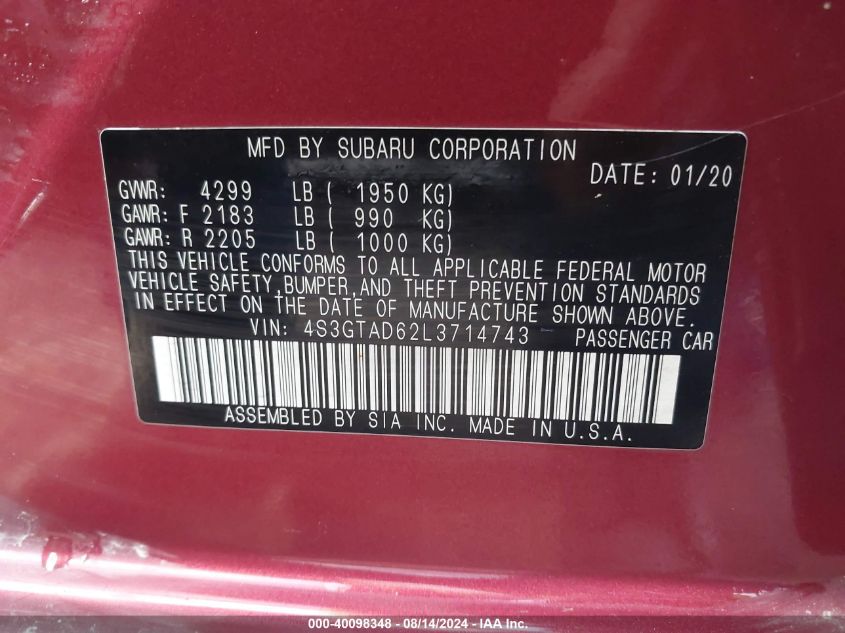 MFD BY SUBARU CORPORATION
DATE: 01/20
GVWR: 4299 LB ( 1950 KG)
GAWR: F 2183 LB ( 990 KG)
GAWR: R 2205 LB ( 1000 KG)
THIS VEHICLE CONFORMS TO ALL APPLICABLE FEDERAL MOTOR
VEHICLE SAFETY,BUMPER,AND THEFT PREVENTION STANDARDS
IN EFFECT ON THE DATE OF MANUFACTURE SHOWN ABOVE.
VIN: 4S3GTAD62L3714743 PASSENGER CAR
ASSEMBLED BY SIA INC. MADE IN U.S.A.
000-40098348 - 08/14/2024 - IAA Inc.